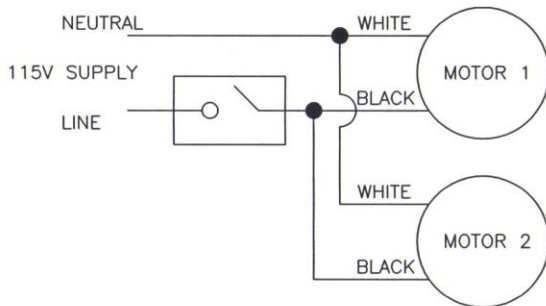 NEUTRAL
WHITE
115V SUPPLY
MOTOR 1
LINE
BLACK
WHITE
MOTOR 2
BLACK